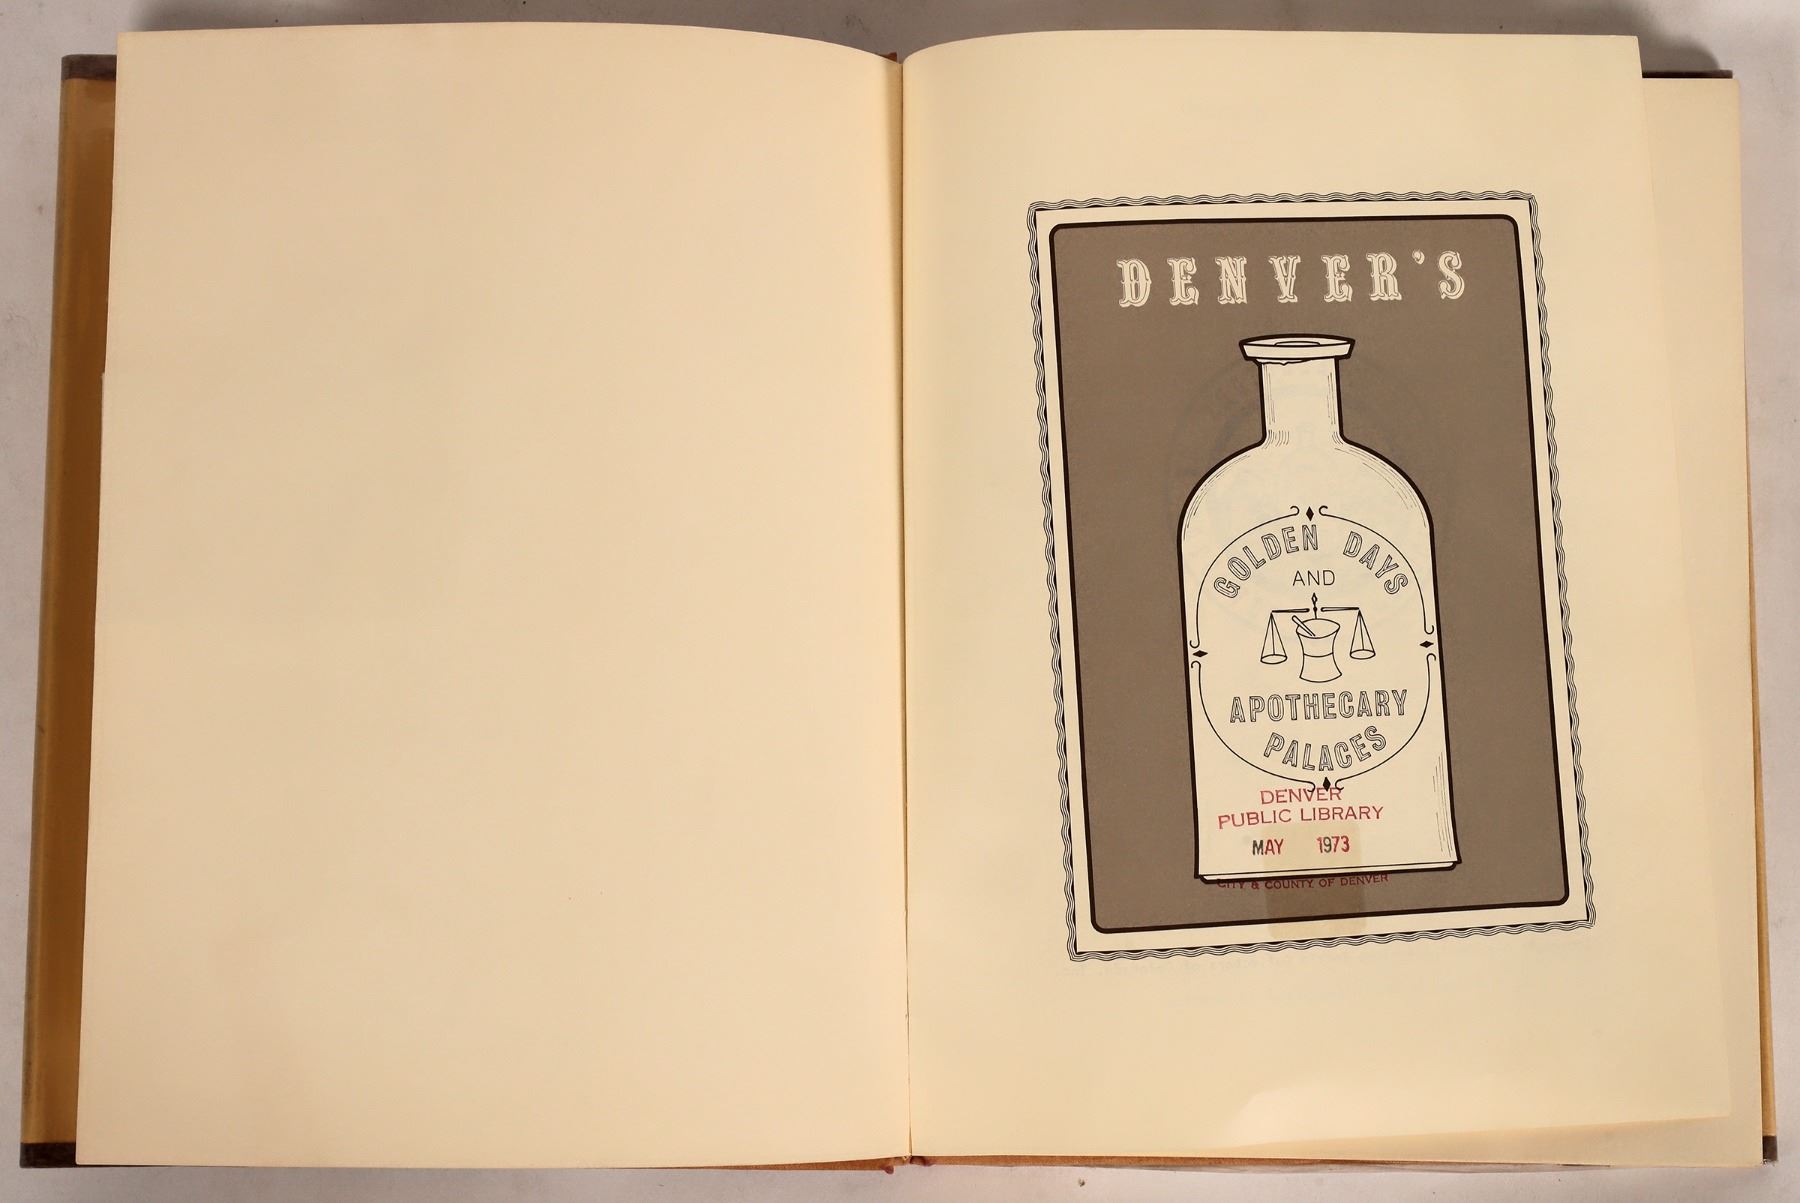 DENVER'S
GOLDEN DAYS
AND
APOTHECARY
PALACES
DENVER
PUBLIC LIBRARY
MAY 1973
CITY & COUNTY OF DENVER